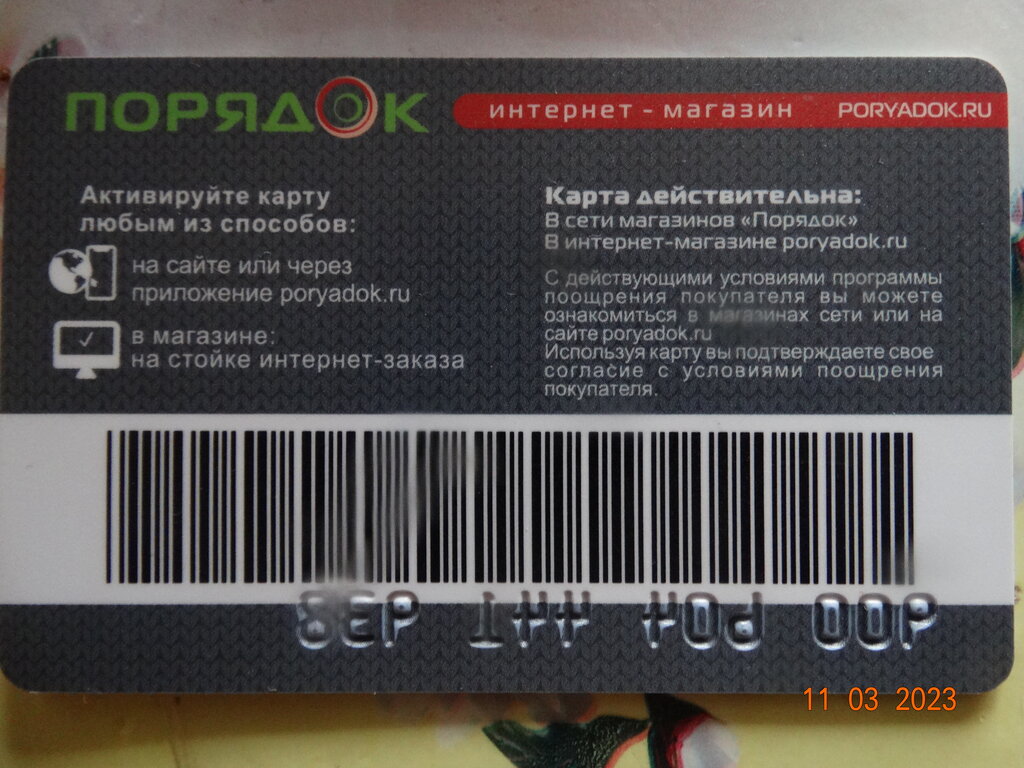 ПОРЯДОК
интернет - магазин PORYADOK.RU
Активируйте карту
любым из способов:
на сайте или через
приложение poryadok.ru
в магазине:
на стойке интернет-заказа
Карта действительна:
В сети магазинов «Порядок»
В интернет-магазине poryadok.ru
С действующими условиями программы
поощрения покупателя вы можете
ознакомиться в магазинах сети или на
сайте poryadok.ru
Используя карту вы подтверждаете свое
согласие с условиями поощрения
покупателя.
11 03 2023